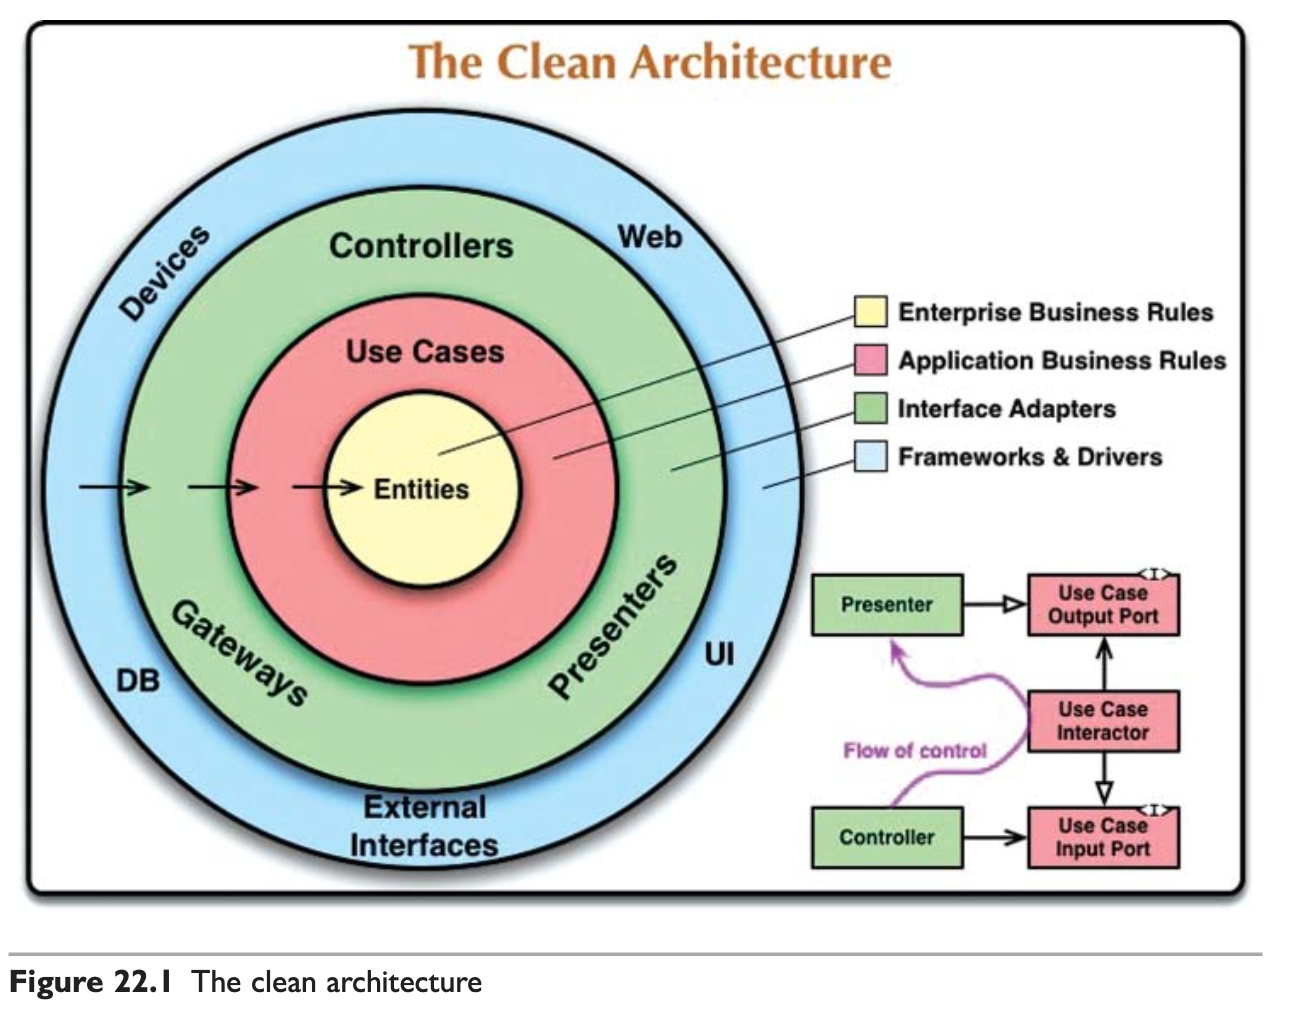 The Clean Architecture
Devices
Controllers
Web
Use Cases
Entities
Gateways
Presenters
DB
UI
External
Interfaces
Enterprise Business Rules
Application Business Rules
Interface Adapters
Frameworks & Drivers
Presenter
<I>
Use Case
Output Port
Use Case
Interactor
Flow of control
Controller
<I>
Use Case
Input Port
Figure 22.1 The clean architecture